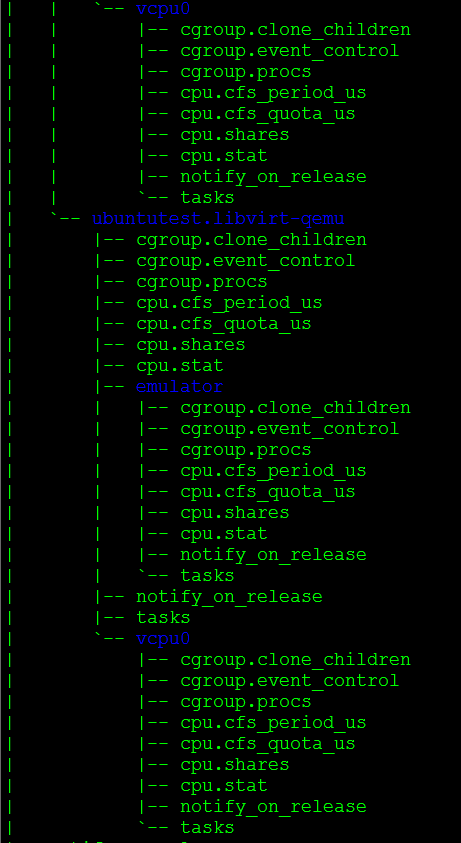 |   |   `-- vcpu0
|   |       |-- cgroup.clone_children
|   |       |-- cgroup.event_control
|   |       |-- cgroup.procs
|   |       |-- cpu.cfs_period_us
|   |       |-- cpu.cfs_quota_us
|   |       |-- cpu.shares
|   |       |-- cpu.stat
|   |       |-- notify_on_release
|   |       `-- tasks
|   `-- ubuntutest.libvirt-qemu
|       |-- cgroup.clone_children
|       |-- cgroup.event_control
|       |-- cgroup.procs
|       |-- cpu.cfs_period_us
|       |-- cpu.cfs_quota_us
|       |-- cpu.shares
|       |-- cpu.stat
|       |-- emulator
|       |   |-- cgroup.clone_children
|       |   |-- cgroup.event_control
|       |   |-- cgroup.procs
|       |   |-- cpu.cfs_period_us
|       |   |-- cpu.cfs_quota_us
|       |   |-- cpu.shares
|       |   |-- cpu.stat
|       |   |-- notify_on_release
|       |   `-- tasks
|       |-- notify_on_release
|       |-- tasks
|       `-- vcpu0
|           |-- cgroup.clone_children
|           |-- cgroup.event_control
|           |-- cgroup.procs
|           |-- cpu.cfs_period_us
|           |-- cpu.cfs_quota_us
|           |-- cpu.shares
|           |-- cpu.stat
|           |-- notify_on_release
|           `-- tasks